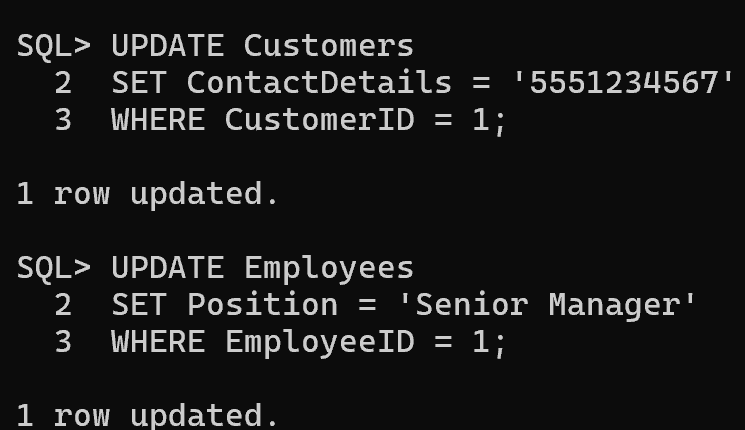 SQL> UPDATE Customers
  2  SET ContactDetails = '5551234567'
  3  WHERE CustomerID = 1;
1 row updated.
SQL> UPDATE Employees
  2  SET Position = 'Senior Manager'
  3  WHERE EmployeeID = 1;
1 row updated.